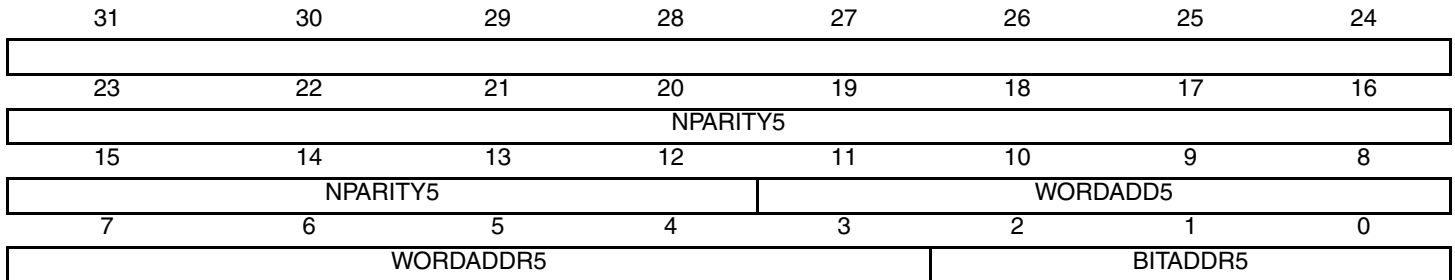 31 30 29 28 27 26 25 24
23 22 21 20 19 18 17 16
NPARITY5
15 14 13 12 11 10 9 8
NPARITY5 WORDADD5
7 6 5 4 3 2 1 0
WORDADDR5 BITADDR5